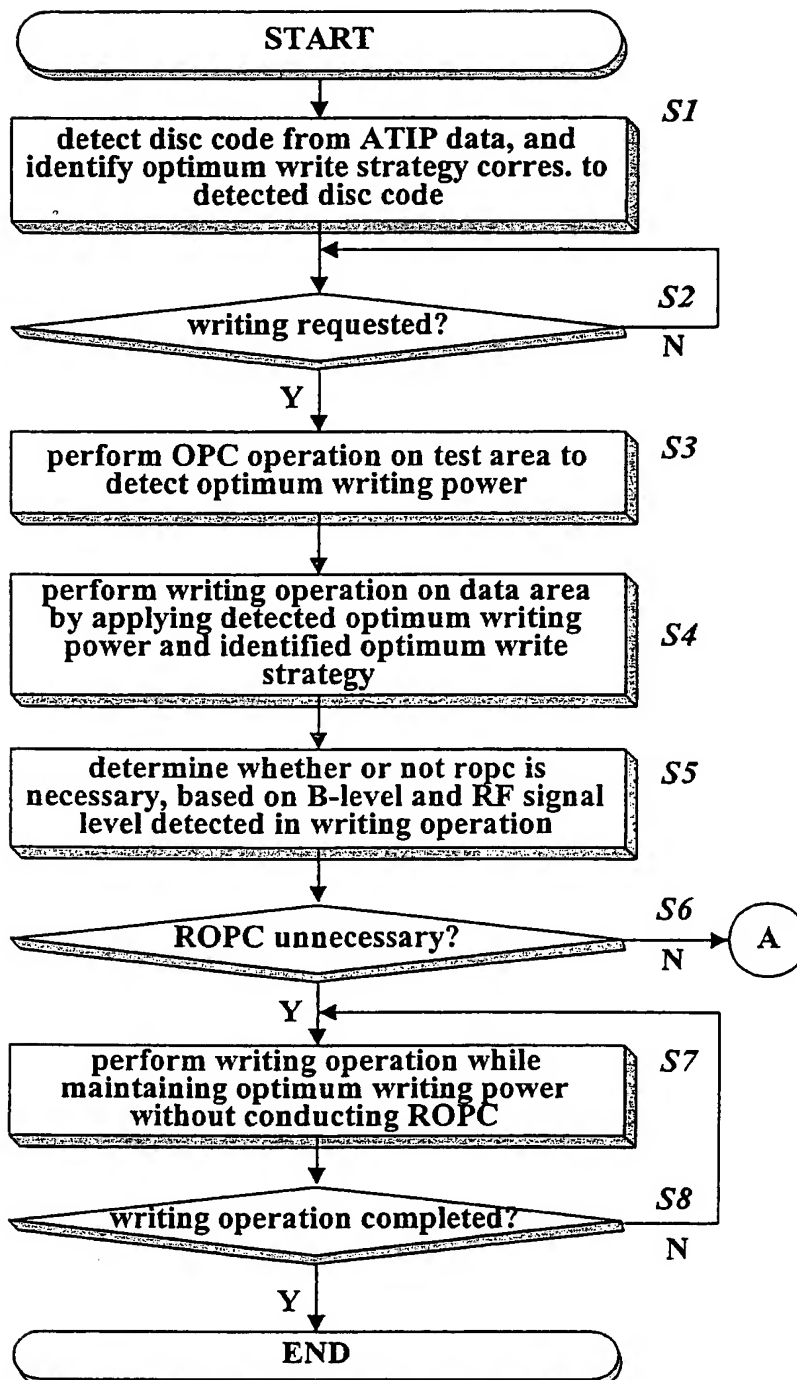 START
S1
detect disc code from ATIP data, and
identify optimum write strategy corres. to
detected disc code
S2
writing requested?
N
Y
S3
perform OPC operation on test area to
detect optimum writing power
perform writing operation on data area
by applying detected optimum writing
power and identified optimum write
strategy
S4
determine whether or not ropc is
necessary, based on B-level and RF signal
level detected in writing operation
S5
S6
ROPC unnecessary?
A
N
Y
perform writing operation while
maintaining optimum writing power
without conducting ROPC
S7
S8
writing operation completed?
N
Y
END